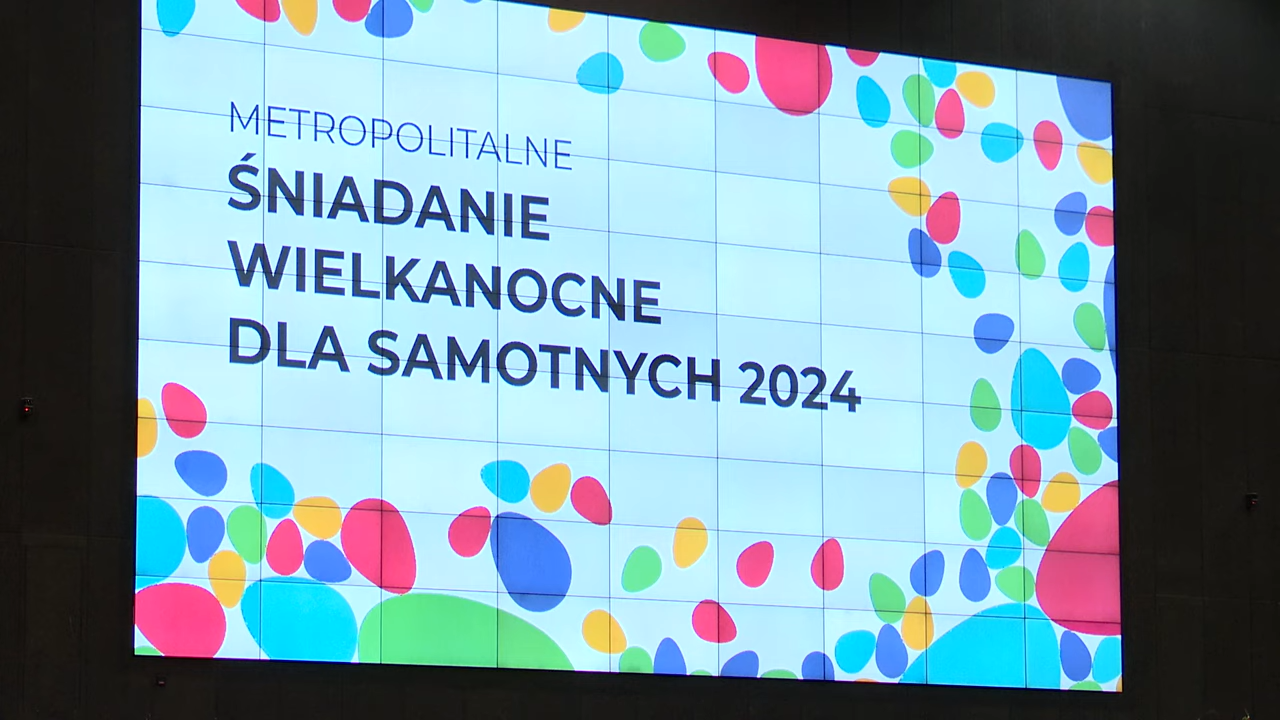 METROPOLITALNE
ŚNIADANIE
WIELKANOCNE
DLA SAMOTNYCH 2024